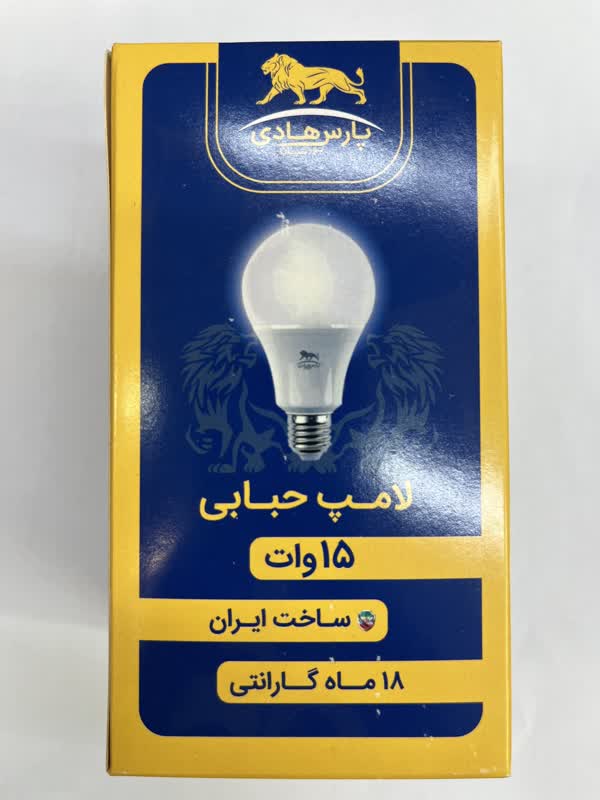 پارس هادی
لامپ حبابی
۱۵ وات
ساخت ایران
۱۸ ماه گارانتی